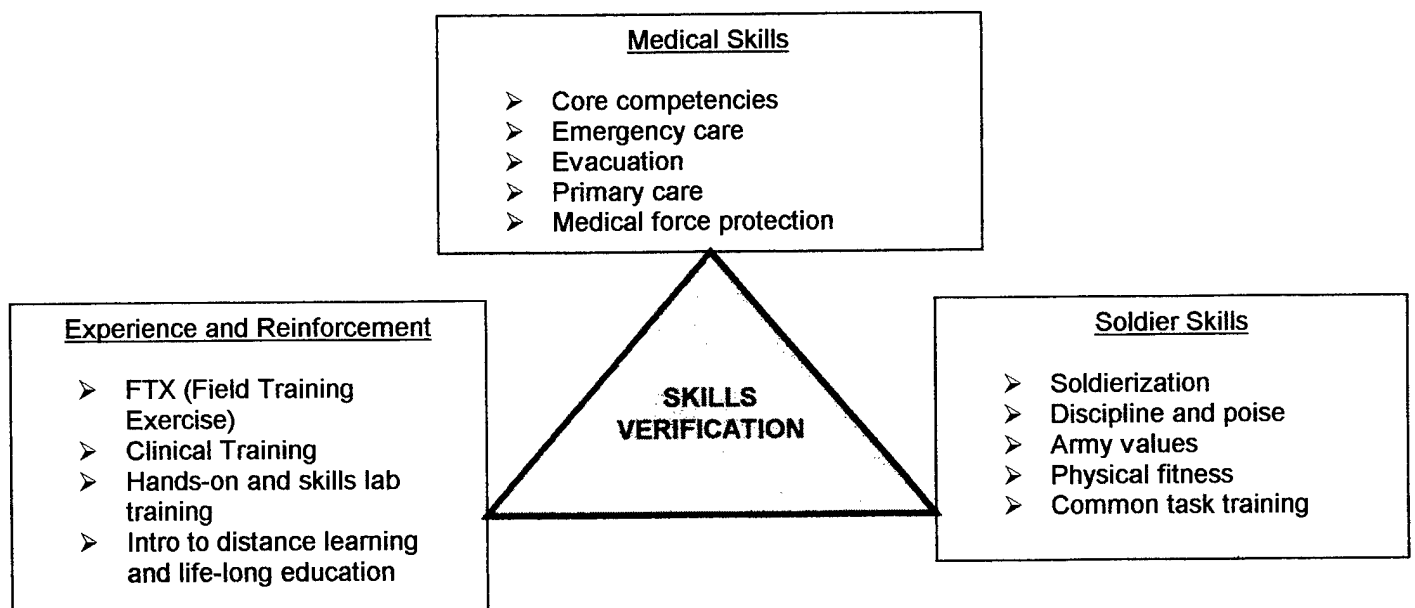 Medical Skills
➢ Core competencies
➢ Emergency care
➢ Evacuation
➢ Primary care
➢ Medical force protection
Experience and Reinforcement
➢ FTX (Field Training
Exercise)
➢ Clinical Training
➢ Hands-on and skills lab
training
➢ Intro to distance learning
and life-long education
SKILLS
VERIFICATION
Soldier Skills
➢ Soldierization
➢ Discipline and poise
➢ Army values
➢ Physical fitness
➢ Common task training